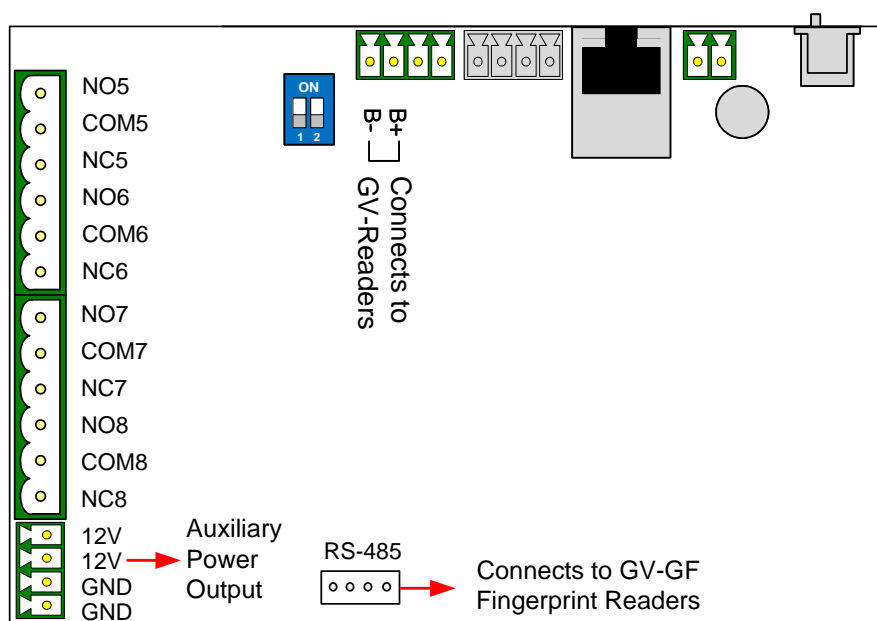 NO5
COM5
NC5
NO6
COM6
NC6
NO7
COM7
NC7
NO8
COM8
NC8
12V
12V
GND
GND
Auxiliary
Power
Output
ON
1 2
B-
B+
Connects to
GV-Readers
RS-485
Connects to GV-GF
Fingerprint Readers